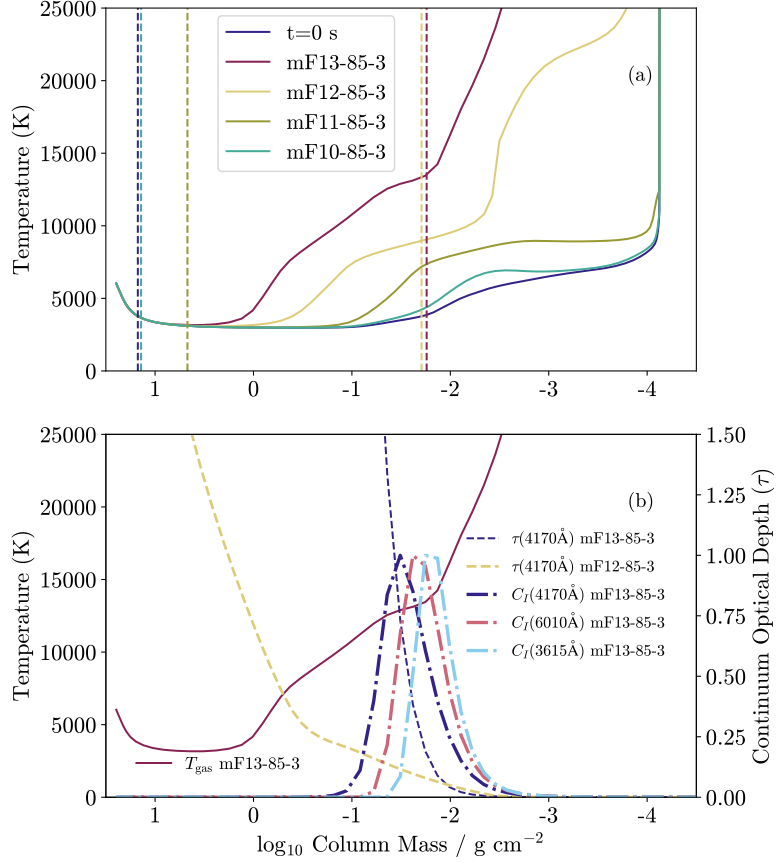 25000
20000
15000
10000
5000
0
Temperature (K)
t=0 s
mF13-85-3
mF12-85-3
mF11-85-3
mF10-85-3
(a)
1 0 -1 -2 -3 -4
25000
20000
15000
10000
5000
0
Temperature (K)
1.50
1.25
1.00
0.75
0.50
0.25
0.00
Continuum Optical Depth (τ)
(b)
τ(4170Å) mF13-85-3
τ(4170Å) mF12-85-3
C_I(4170Å) mF13-85-3
C_I(6010Å) mF13-85-3
C_I(3615Å) mF13-85-3
T_gas mF13-85-3
1 0 -1 -2 -3 -4
log₁₀ Column Mass / g cm⁻²